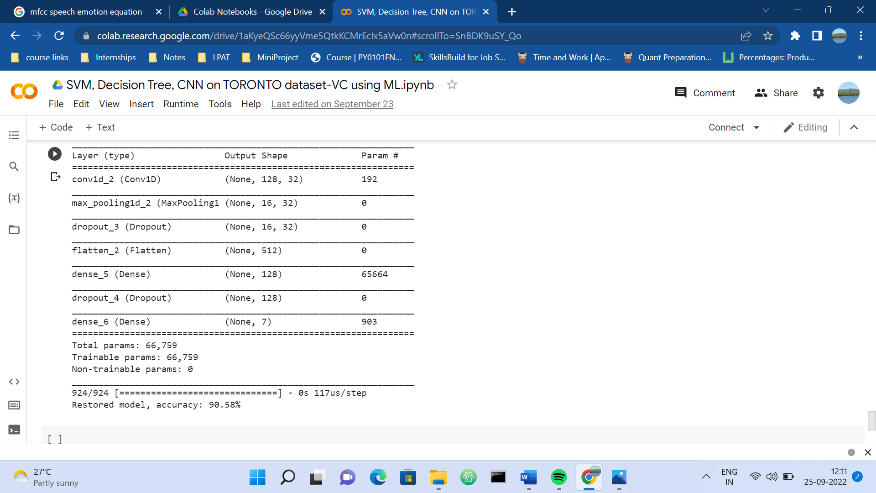 mfcc speech emotion equation
Colab Notebooks - Google Drive
SVM, Decision Tree, CNN on TOR
colab.research.google.com/drive/1aKyeQSc66yyVme5QtkKCMrEclx5aVw0n#scrollTo=SnBDK9uSY_Qo
course links
Internships
Notes
LPAT
MiniProject
Course | PY0101EN...
SkillsBuild for Job S...
Time and Work | Ap...
Quant Preparation...
Percentages: Produ...
»
SVM, Decision Tree, CNN on TORONTO dataset-VC using ML.ipynb
File Edit View Insert Runtime Tools Help Last edited on September 23
Comment
Share
+ Code + Text
Connect
Editing
Layer (type) Output Shape Param #
conv1d_2 (Conv1D) (None, 128, 32) 192
max_pooling1d_2 (MaxPooling1 (None, 16, 32) 0
dropout_3 (Dropout) (None, 16, 32) 0
flatten_2 (Flatten) (None, 512) 0
dense_5 (Dense) (None, 128) 65664
dropout_4 (Dropout) (None, 128) 0
dense_6 (Dense) (None, 7) 903
Total params: 66,759
Trainable params: 66,759
Non-trainable params: 0
924/924 [==============================] - 0s 117us/step
Restored model, accuracy: 90.58%
[ ]
27°C
Partly sunny
ENG
IN
12:11
25-09-2022
2